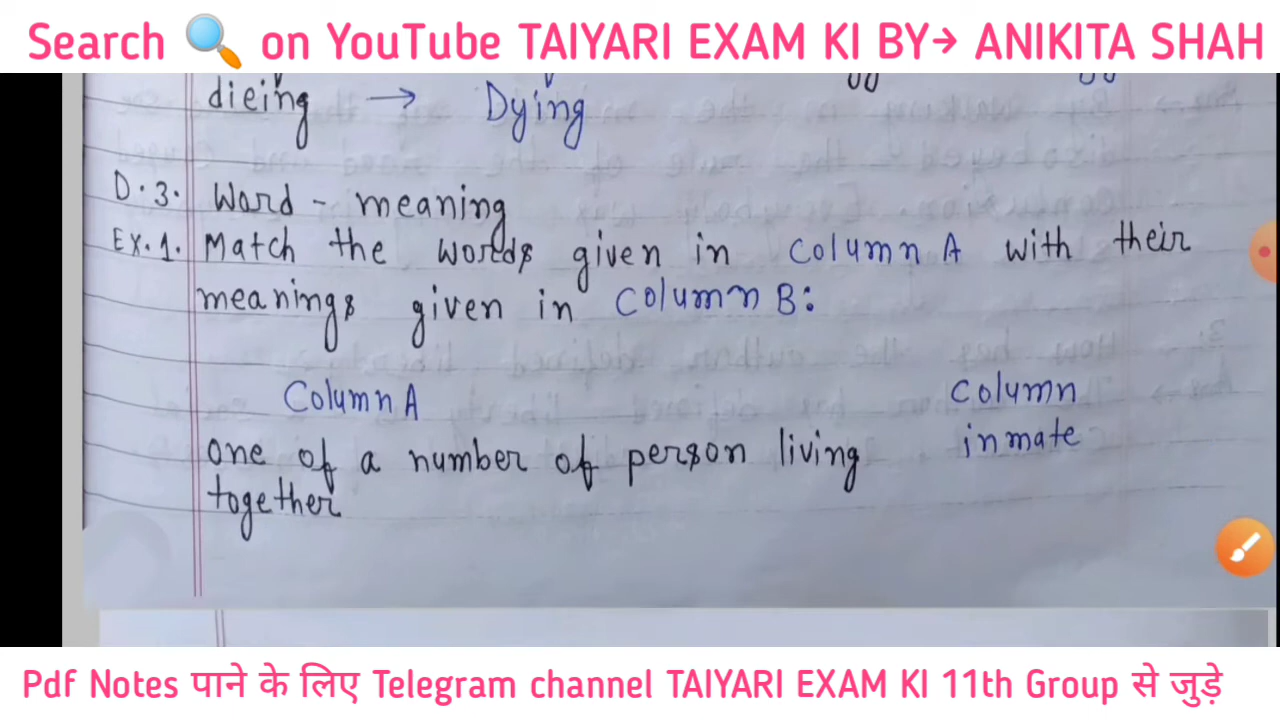 Search 🔍 on YouTube TAIYARI EXAM KI BY→ ANIKITA SHAH
dieing → Dying
D.3. Word - meaning
Ex.1. Match the words given in Column A with their
meanings given in Column B:
Column A Column
one of a number of person living inmate
together
Pdf Notes पाने के लिए Telegram channel TAIYARI EXAM KI 11th Group से जुड़े